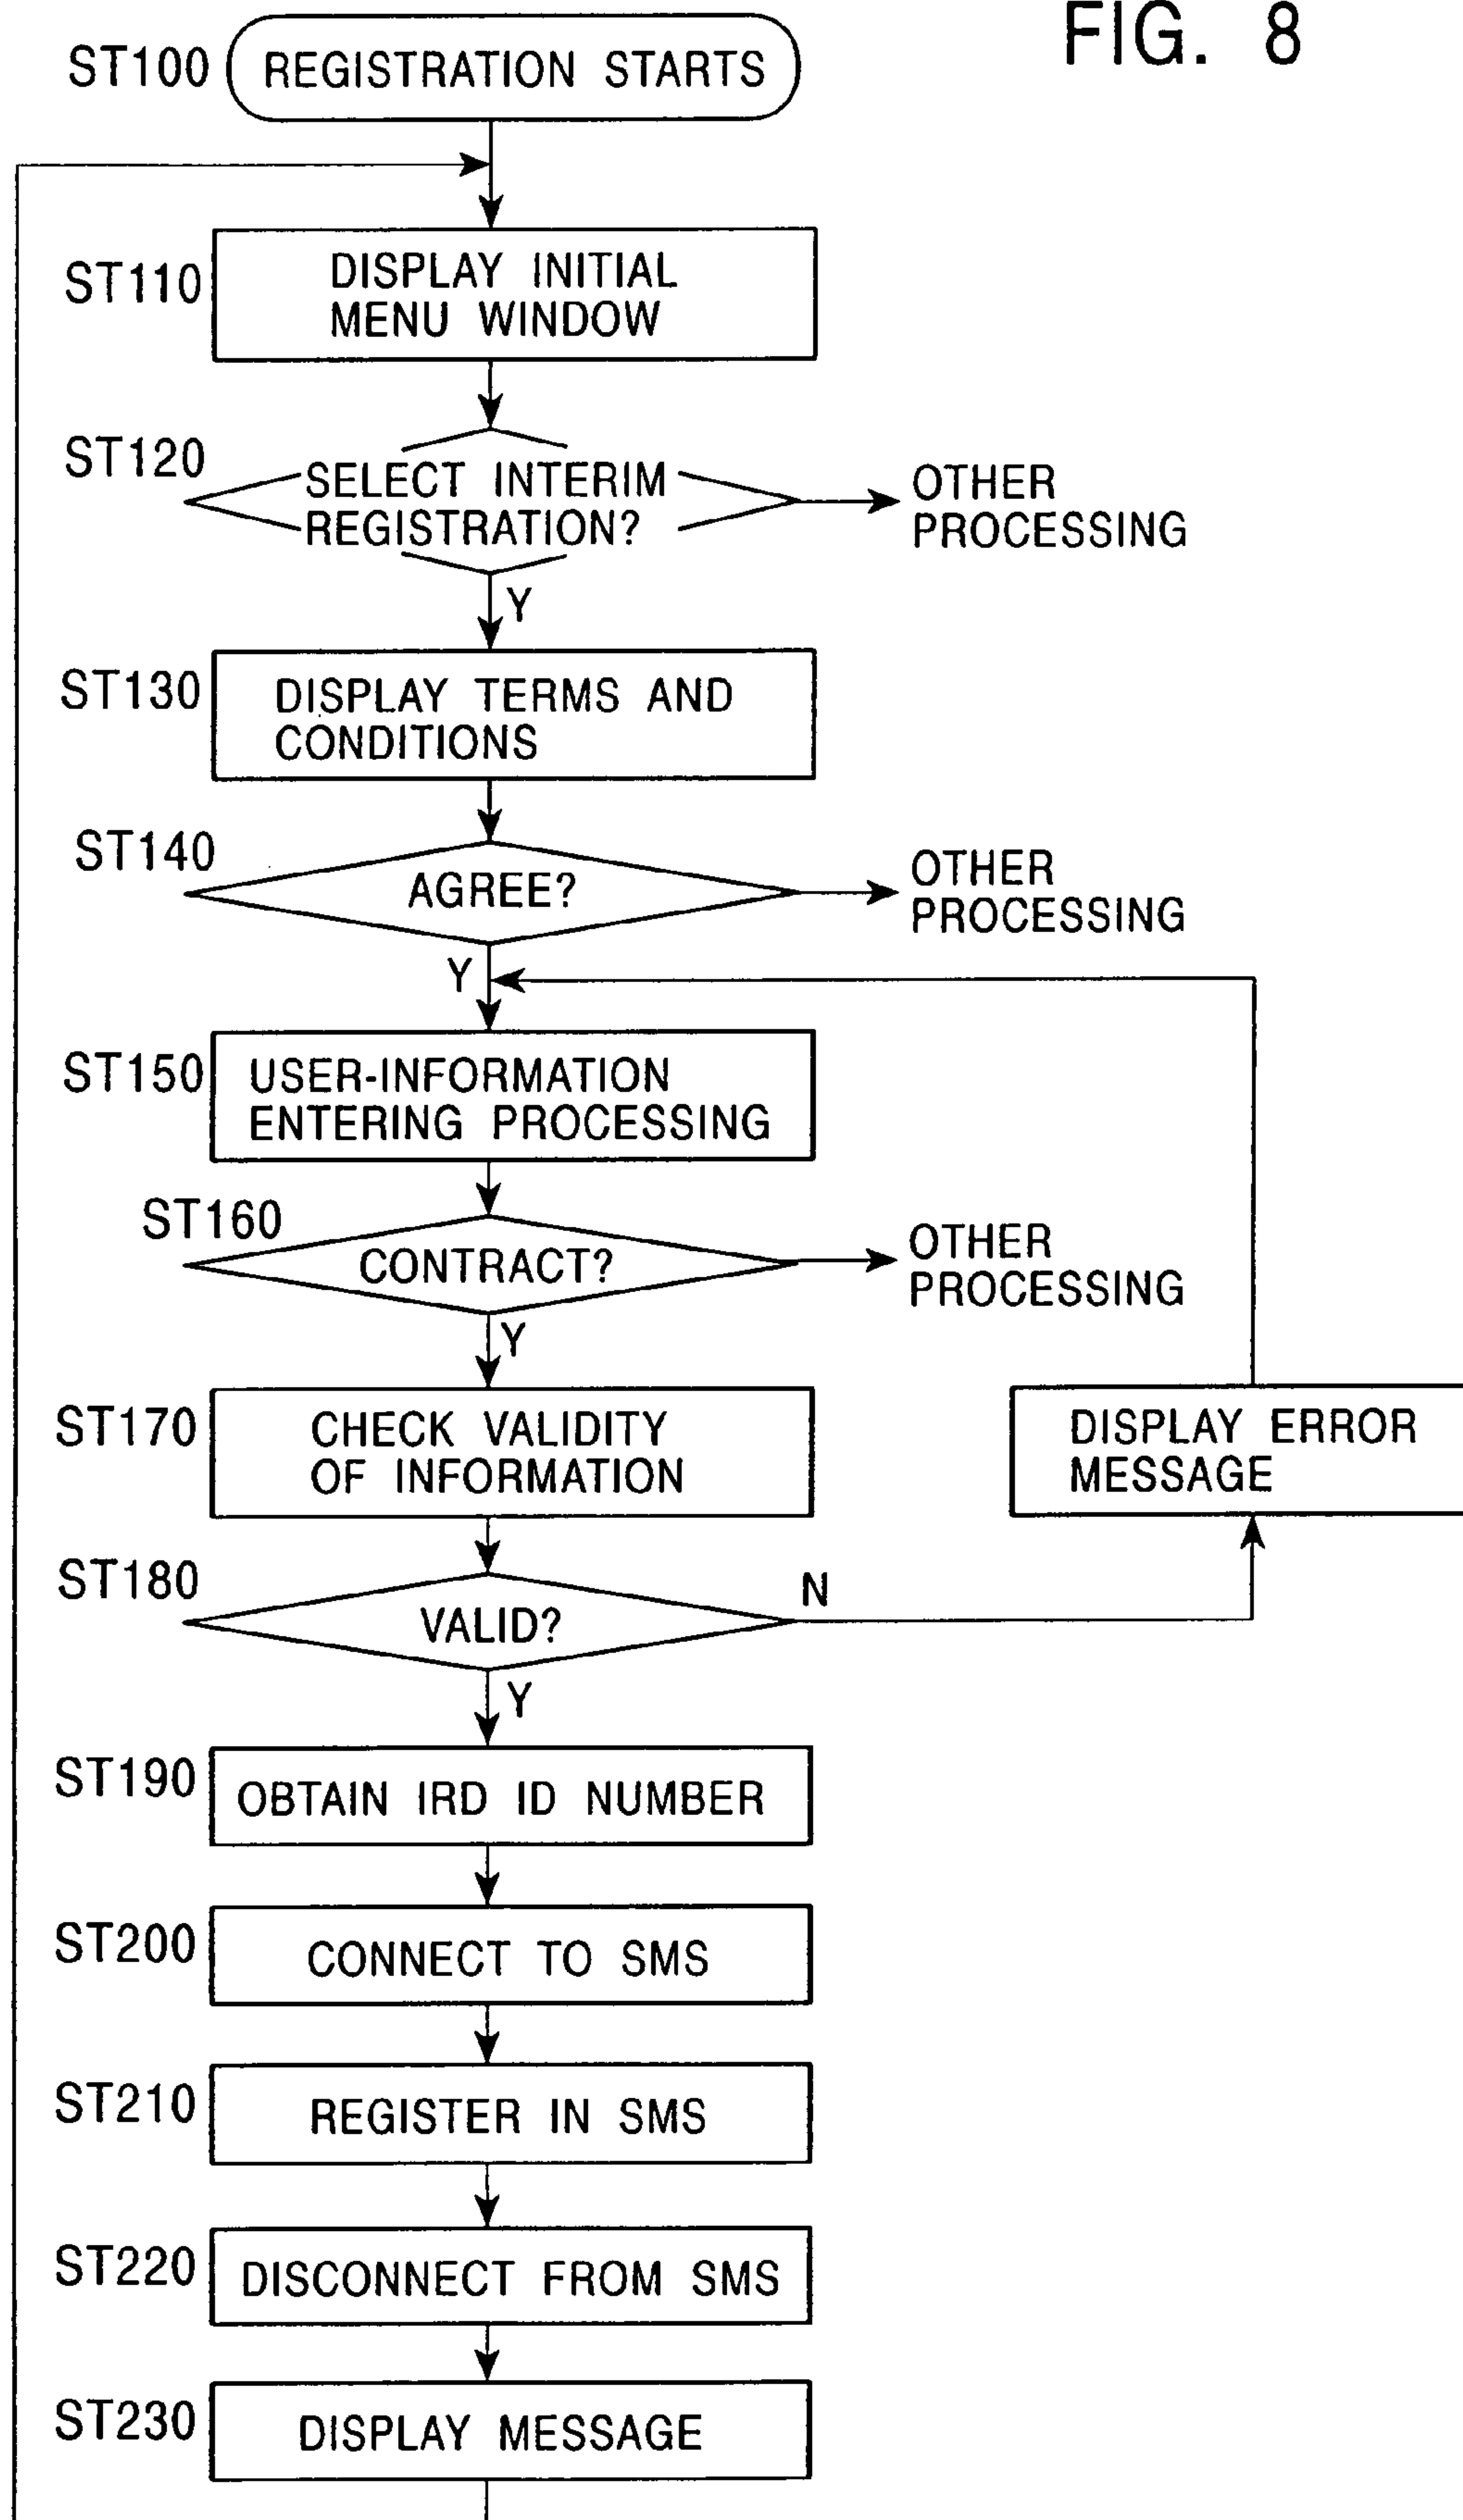 FIG. 8
ST100
REGISTRATION STARTS
ST110
DISPLAY INITIAL
MENU WINDOW
ST120
SELECT INTERIM
REGISTRATION?
OTHER
PROCESSING
Y
ST130
DISPLAY TERMS AND
CONDITIONS
ST140
AGREE?
OTHER
PROCESSING
Y
ST150
USER-INFORMATION
ENTERING PROCESSING
ST160
CONTRACT?
OTHER
PROCESSING
Y
ST170
CHECK VALIDITY
OF INFORMATION
DISPLAY ERROR
MESSAGE
ST180
VALID?
N
Y
ST190
OBTAIN IRD ID NUMBER
ST200
CONNECT TO SMS
ST210
REGISTER IN SMS
ST220
DISCONNECT FROM SMS
ST230
DISPLAY MESSAGE